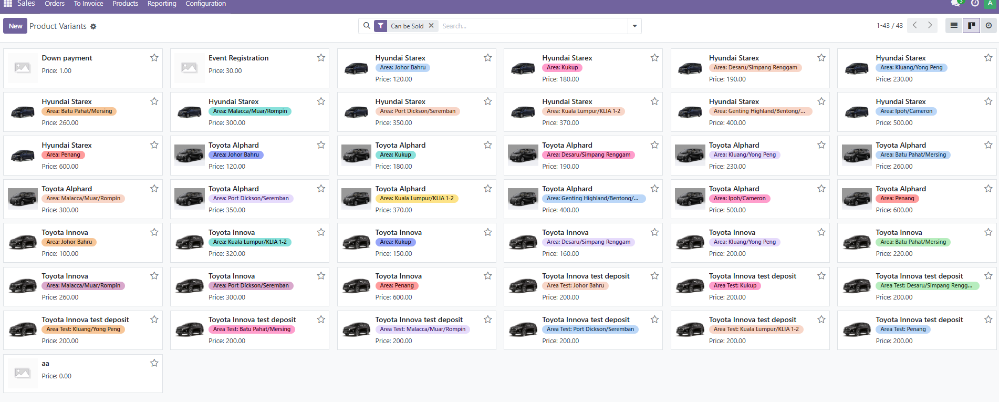 Sales Orders To Invoice Products Reporting Configuration 3 A
New Product Variants Can be Sold Search... 1-43 / 43
Down payment
Price: 1.00
Event Registration
Price: 30.00
Hyundai Starex
Area: Johor Bahru
Price: 120.00
Hyundai Starex
Area: Kukup
Price: 180.00
Hyundai Starex
Area: Desaru/Simpang Renggam
Price: 190.00
Hyundai Starex
Area: Kluang/Yong Peng
Price: 230.00
Hyundai Starex
Area: Batu Pahat/Mersing
Price: 260.00
Hyundai Starex
Area: Malacca/Muar/Rompin
Price: 300.00
Hyundai Starex
Area: Port Dickson/Seremban
Price: 350.00
Hyundai Starex
Area: Kuala Lumpur/KLIA 1-2
Price: 370.00
Hyundai Starex
Area: Genting Highland/Bentong/...
Price: 400.00
Hyundai Starex
Area: Ipoh/Cameron
Price: 500.00
Hyundai Starex
Area: Penang
Price: 600.00
Toyota Alphard
Area: Johor Bahru
Price: 120.00
Toyota Alphard
Area: Kukup
Price: 180.00
Toyota Alphard
Area: Desaru/Simpang Renggam
Price: 190.00
Toyota Alphard
Area: Kluang/Yong Peng
Price: 230.00
Toyota Alphard
Area: Batu Pahat/Mersing
Price: 260.00
Toyota Alphard
Area: Malacca/Muar/Rompin
Price: 300.00
Toyota Alphard
Area: Port Dickson/Seremban
Price: 350.00
Toyota Alphard
Area: Kuala Lumpur/KLIA 1-2
Price: 370.00
Toyota Alphard
Area: Genting Highland/Bentong/...
Price: 400.00
Toyota Alphard
Area: Ipoh/Cameron
Price: 500.00
Toyota Alphard
Area: Penang
Price: 600.00
Toyota Innova
Area: Johor Bahru
Price: 100.00
Toyota Innova
Area: Kuala Lumpur/KLIA 1-2
Price: 320.00
Toyota Innova
Area: Kukup
Price: 150.00
Toyota Innova
Area: Desaru/Simpang Renggam
Price: 160.00
Toyota Innova
Area: Kluang/Yong Peng
Price: 200.00
Toyota Innova
Area: Batu Pahat/Mersing
Price: 220.00
Toyota Innova
Area: Malacca/Muar/Rompin
Price: 260.00
Toyota Innova
Area: Port Dickson/Seremban
Price: 300.00
Toyota Innova
Area: Penang
Price: 600.00
Toyota Innova test deposit
Area Test: Johor Bahru
Price: 200.00
Toyota Innova test deposit
Area Test: Kukup
Price: 200.00
Toyota Innova test deposit
Area Test: Desaru/Simpang Rengg...
Price: 200.00
Toyota Innova test deposit
Area Test: Kluang/Yong Peng
Price: 200.00
Toyota Innova test deposit
Area Test: Batu Pahat/Mersing
Price: 200.00
Toyota Innova test deposit
Area Test: Malacca/Muar/Rompin
Price: 200.00
Toyota Innova test deposit
Area Test: Port Dickson/Seremban
Price: 200.00
Toyota Innova test deposit
Area Test: Kuala Lumpur/KLIA 1-2
Price: 200.00
Toyota Innova test deposit
Area Test: Penang
Price: 200.00
aa
Price: 0.00